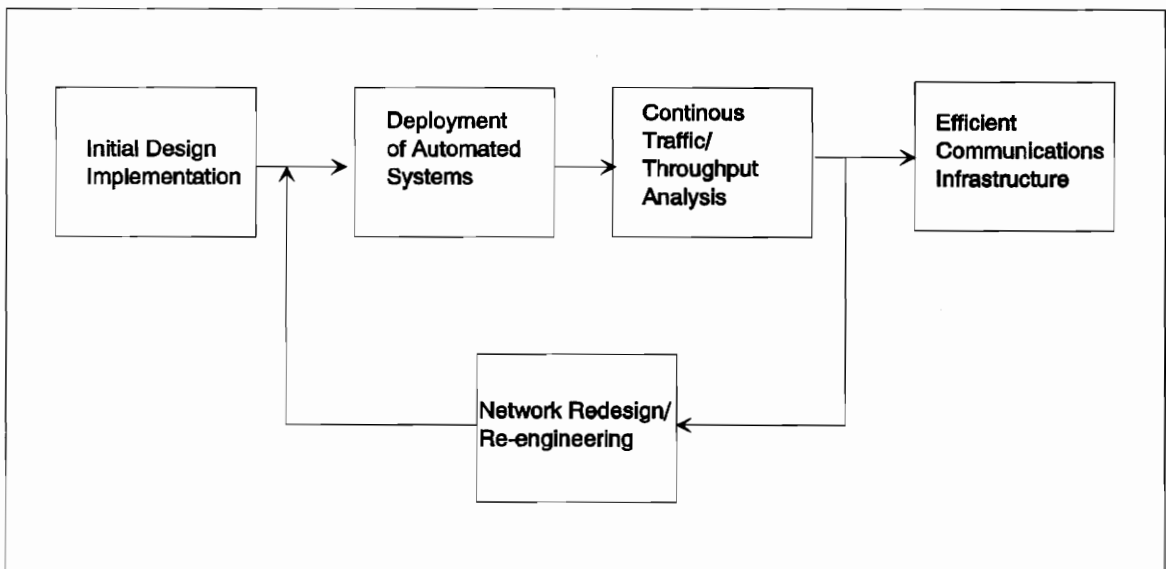 Initial Design
Implementation
Deployment
of Automated
Systems
Continous
Traffic/
Throughput
Analysis
Efficient
Communications
Infrastructure
Network Redesign/
Re-engineering